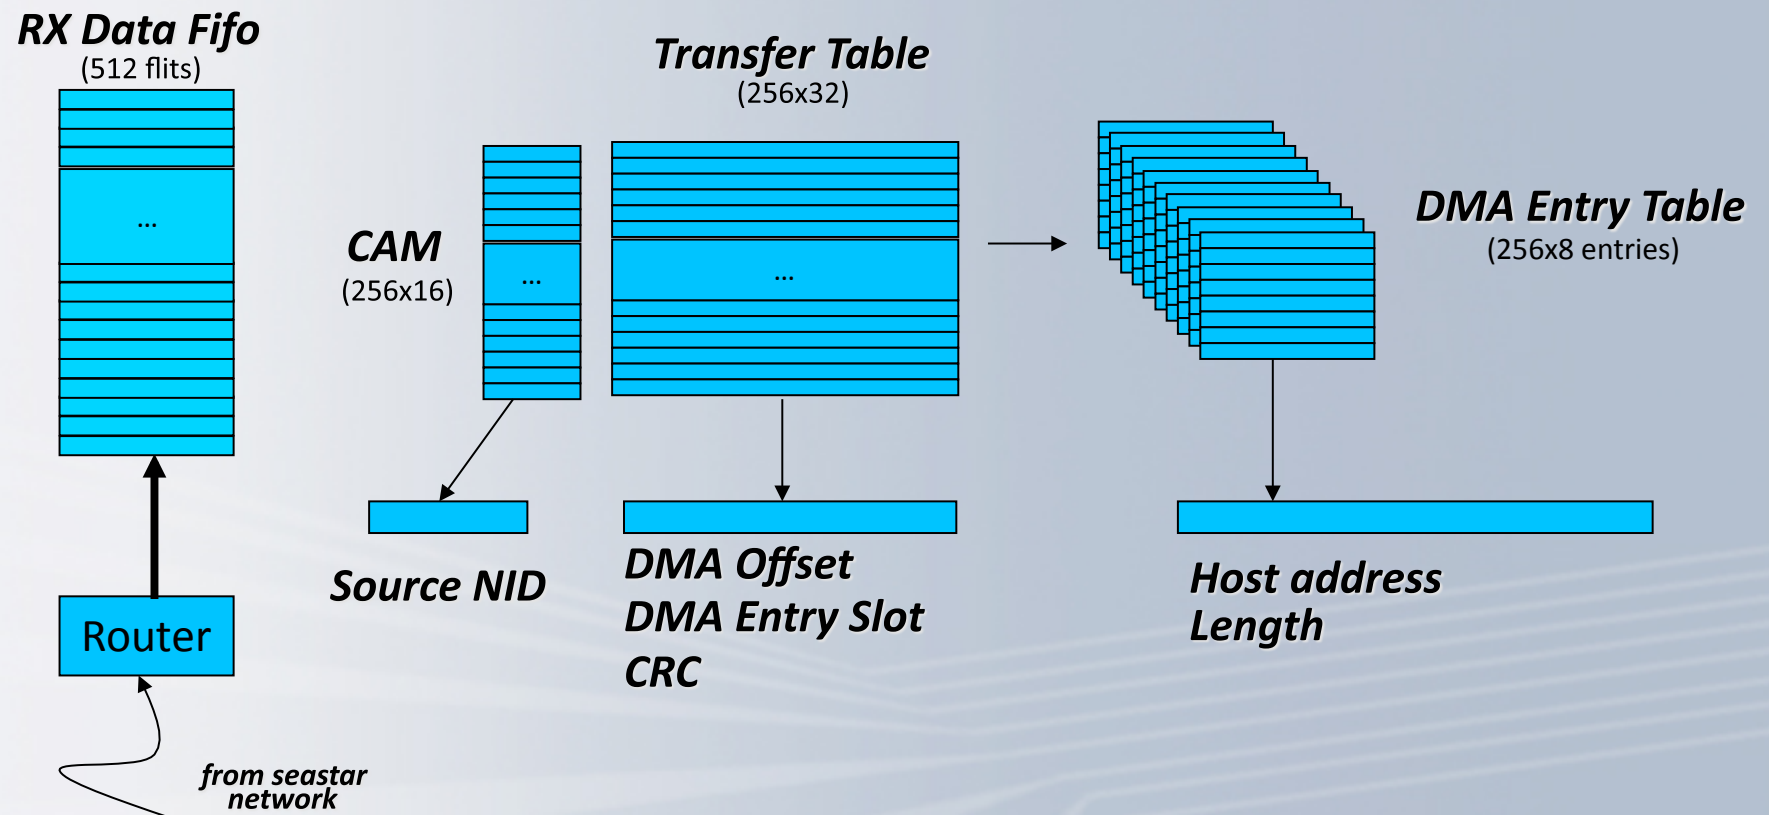 RX Data Fifo
(512 flits)
...
Router
from seastar
network
CAM
(256x16)
...
Source NID
Transfer Table
(256x32)
...
DMA Offset
DMA Entry Slot
CRC
DMA Entry Table
(256x8 entries)
Host address
Length